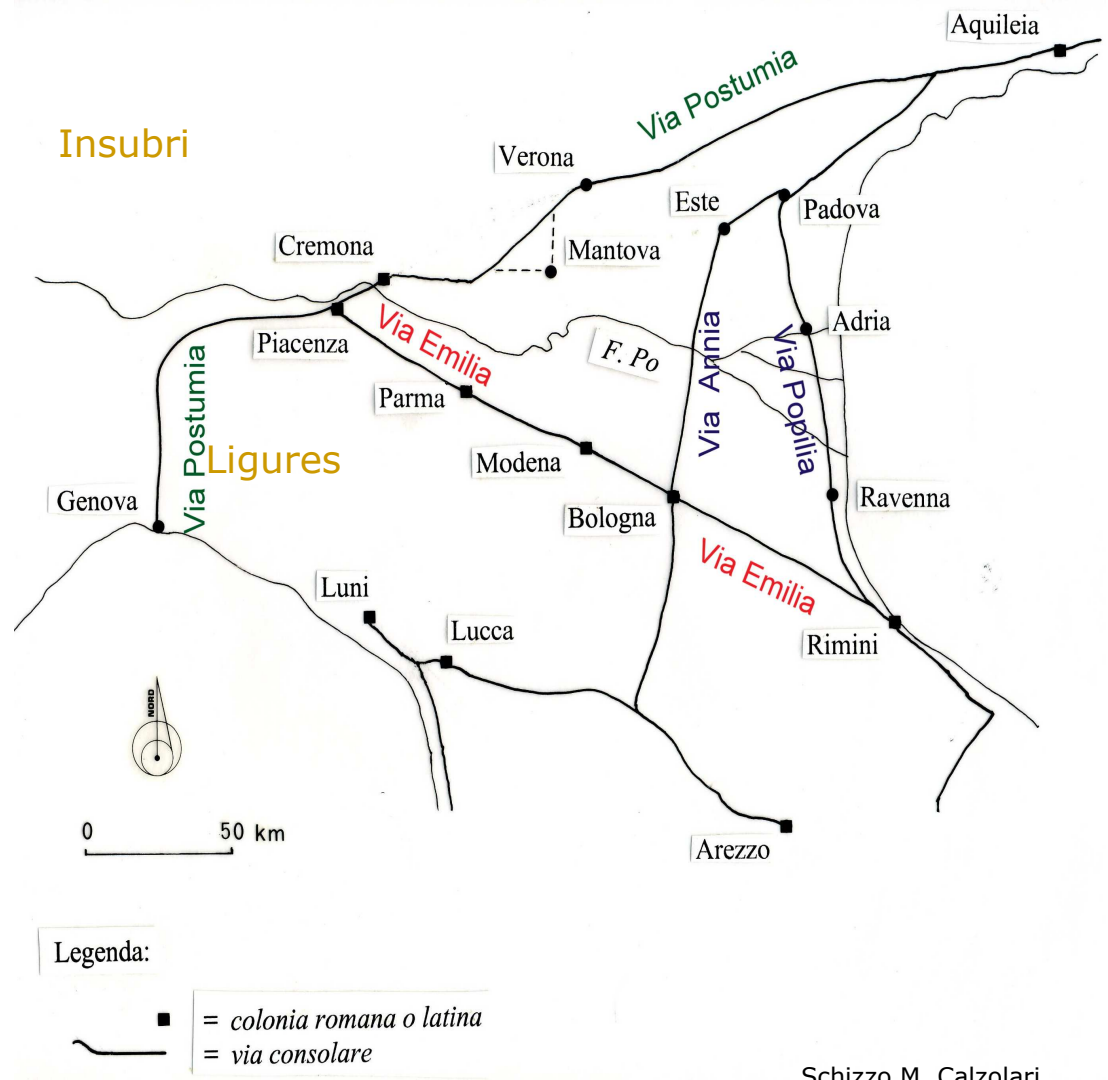 Aquileia
Via Postumia
Insubri
Verona
Este
Padova
Cremona
Mantova
Adria
Via Emilia
Piacenza
F. Po
Via Annia
Via Popilia
Parma
Via Postumia
Ligures
Modena
Genova
Bologna
Ravenna
Via Emilia
Luni
Lucca
Rimini
NORD
0 50 km
Arezzo
Legenda:
= colonia romana o latina
= via consolare
Schizzo M. Calzolari